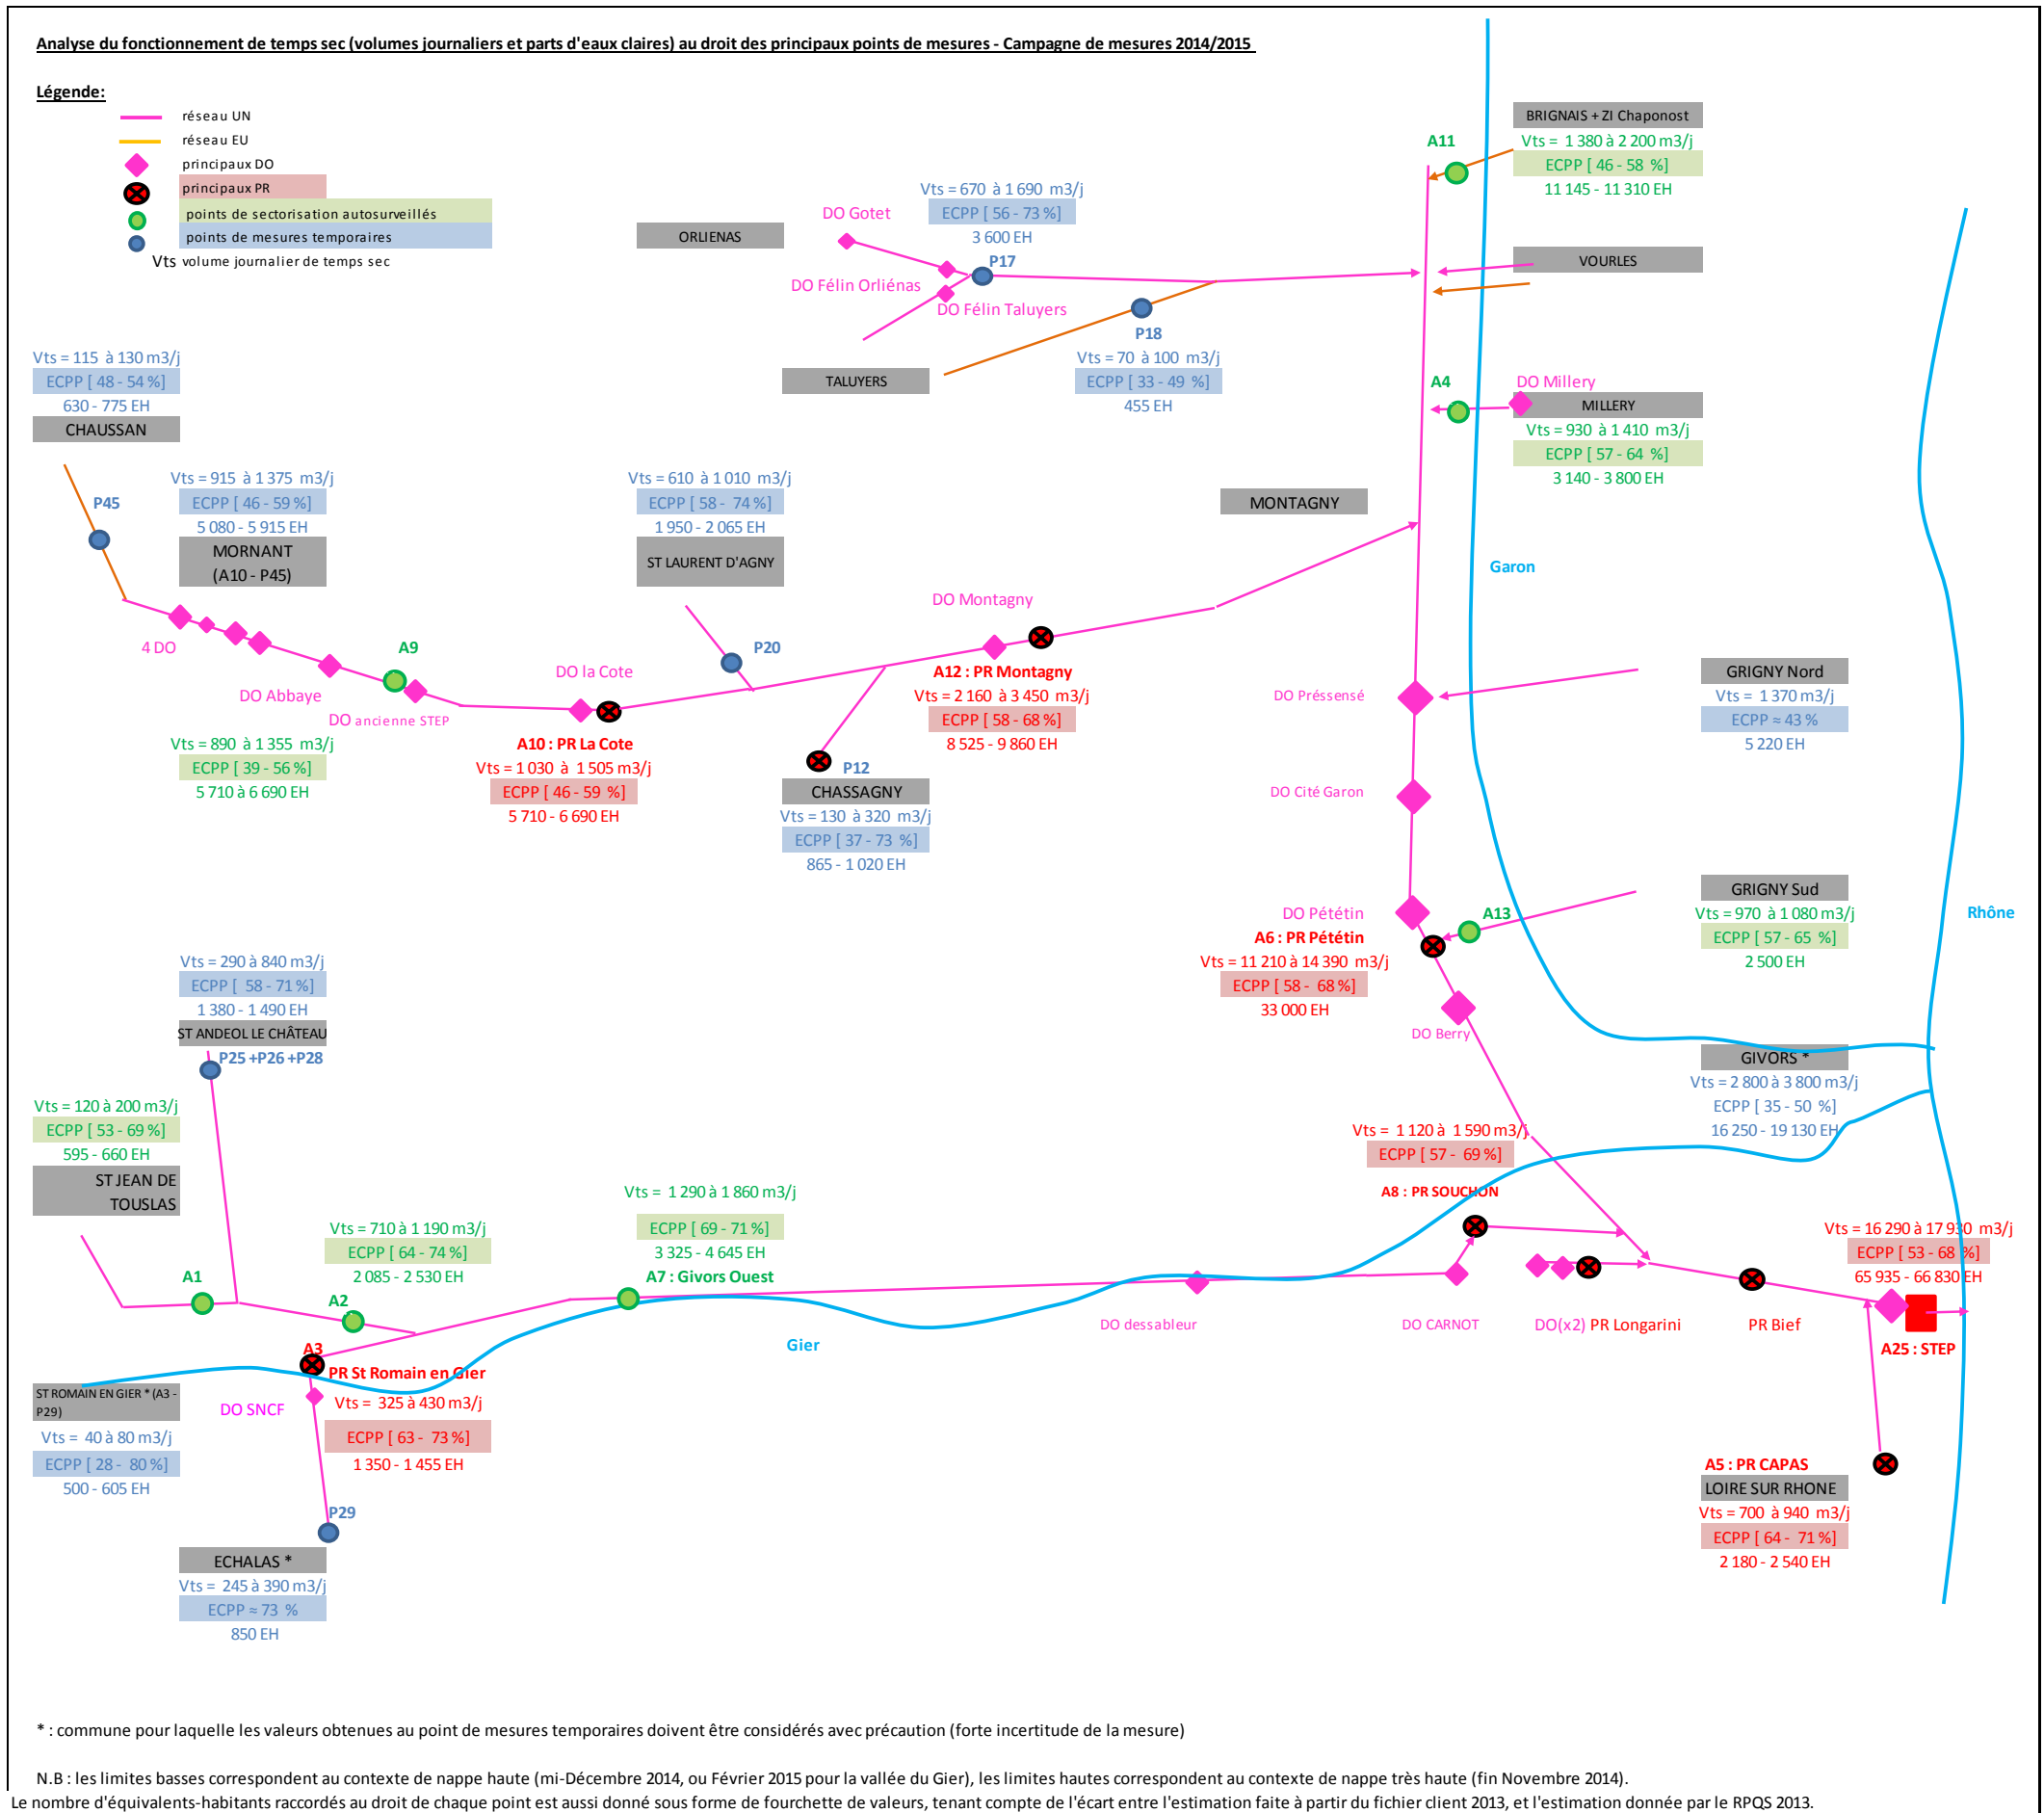 Analyse du fonctionnement de temps sec (volumes journaliers et parts d'eaux claires) au droit des principaux points de mesures - Campagne de mesures 2014/2015
Légende:
réseau UN
réseau EU
principaux DO
principaux PR
points de sectorisation autosurveillés
points de mesures temporaires
Vts volume journalier de temps sec
BRIGNAIS + ZI Chaponost
A11
Vts = 1 380 à 2 200 m3/j
ECPP [ 46 - 58 %]
11 145 - 11 310 EH
Vts = 670 à 1 690 m3/j
ECPP [ 56 - 73 %]
3 600 EH
DO Gotet
ORLIENAS
P17
DO Félin Orliénas
DO Félin Taluyers
VOURLES
P18
Vts = 70 à 100 m3/j
ECPP [ 33 - 49 %]
455 EH
TALUYERS
A4
DO Millery
MILLERY
Vts = 930 à 1 410 m3/j
ECPP [ 57 - 64 %]
3 140 - 3 800 EH
Vts = 115 à 130 m3/j
ECPP [ 48 - 54 %]
630 - 775 EH
CHAUSSAN
P45
Vts = 915 à 1 375 m3/j
ECPP [ 46 - 59 %]
5 080 - 5 915 EH
MORNANT
(A10 - P45)
Vts = 610 à 1 010 m3/j
ECPP [ 58 - 74 %]
1 950 - 2 065 EH
ST LAURENT D'AGNY
MONTAGNY
Garon
DO Montagny
4 DO
A9
P20
DO la Cote
DO Abbaye
DO ancienne STEP
A12 : PR Montagny
Vts = 2 160 à 3 450 m3/j
ECPP [ 58 - 68 %]
8 525 - 9 860 EH
DO Préssensé
GRIGNY Nord
Vts = 1 370 m3/j
ECPP ≈ 43 %
5 220 EH
Vts = 890 à 1 355 m3/j
ECPP [ 39 - 56 %]
5 710 à 6 690 EH
A10 : PR La Cote
Vts = 1 030 à 1 505 m3/j
ECPP [ 46 - 59 %]
5 710 - 6 690 EH
P12
CHASSAGNY
Vts = 130 à 320 m3/j
ECPP [ 37 - 73 %]
865 - 1 020 EH
DO Cité Garon
GRIGNY Sud
Vts = 970 à 1 080 m3/j
ECPP [ 57 - 65 %]
2 500 EH
Rhône
DO Pététin
A13
A6 : PR Pététin
Vts = 11 210 à 14 390 m3/j
ECPP [ 58 - 68 %]
33 000 EH
DO Berry
Vts = 290 à 840 m3/j
ECPP [ 58 - 71 %]
1 380 - 1 490 EH
ST ANDEOL LE CHÂTEAU
P25 +P26 +P28
GIVORS *
Vts = 2 800 à 3 800 m3/j
ECPP [ 35 - 50 %]
16 250 - 19 130 EH
Vts = 120 à 200 m3/j
ECPP [ 53 - 69 %]
595 - 660 EH
ST JEAN DE
TOUSLAS
Vts = 1 120 à 1 590 m3/j
ECPP [ 57 - 69 %]
A8 : PR SOUCHON
A1
Vts = 710 à 1 190 m3/j
ECPP [ 64 - 74 %]
2 085 - 2 530 EH
A2
Vts = 1 290 à 1 860 m3/j
ECPP [ 69 - 71 %]
3 325 - 4 645 EH
A7 : Givors Ouest
Vts = 16 290 à 17 930 m3/j
ECPP [ 53 - 68 %]
65 935 - 66 830 EH
A25 : STEP
Gier
DO dessableur
DO CARNOT
DO(x2) PR Longarini
PR Bief
A3
PR St Romain en Gier
Vts = 325 à 430 m3/j
ECPP [ 63 - 73 %]
1 350 - 1 455 EH
ST ROMAIN EN GIER * (A3 -
P29)
Vts = 40 à 80 m3/j
ECPP [ 28 - 80 %]
500 - 605 EH
DO SNCF
P29
ECHALAS *
Vts = 245 à 390 m3/j
ECPP ≈ 73 %
850 EH
A5 : PR CAPAS
LOIRE SUR RHONE
Vts = 700 à 940 m3/j
ECPP [ 64 - 71 %]
2 180 - 2 540 EH
* : commune pour laquelle les valeurs obtenues au point de mesures temporaires doivent être considérés avec précaution (forte incertitude de la mesure)
N.B : les limites basses correspondent au contexte de nappe haute (mi-Décembre 2014, ou Février 2015 pour la vallée du Gier), les limites hautes correspondent au contexte de nappe très haute (fin Novembre 2014).
Le nombre d'équivalents-habitants raccordés au droit de chaque point est aussi donné sous forme de fourchette de valeurs, tenant compte de l'écart entre l'estimation faite à partir du fichier client 2013, et l'estimation donnée par le RPQS 2013.